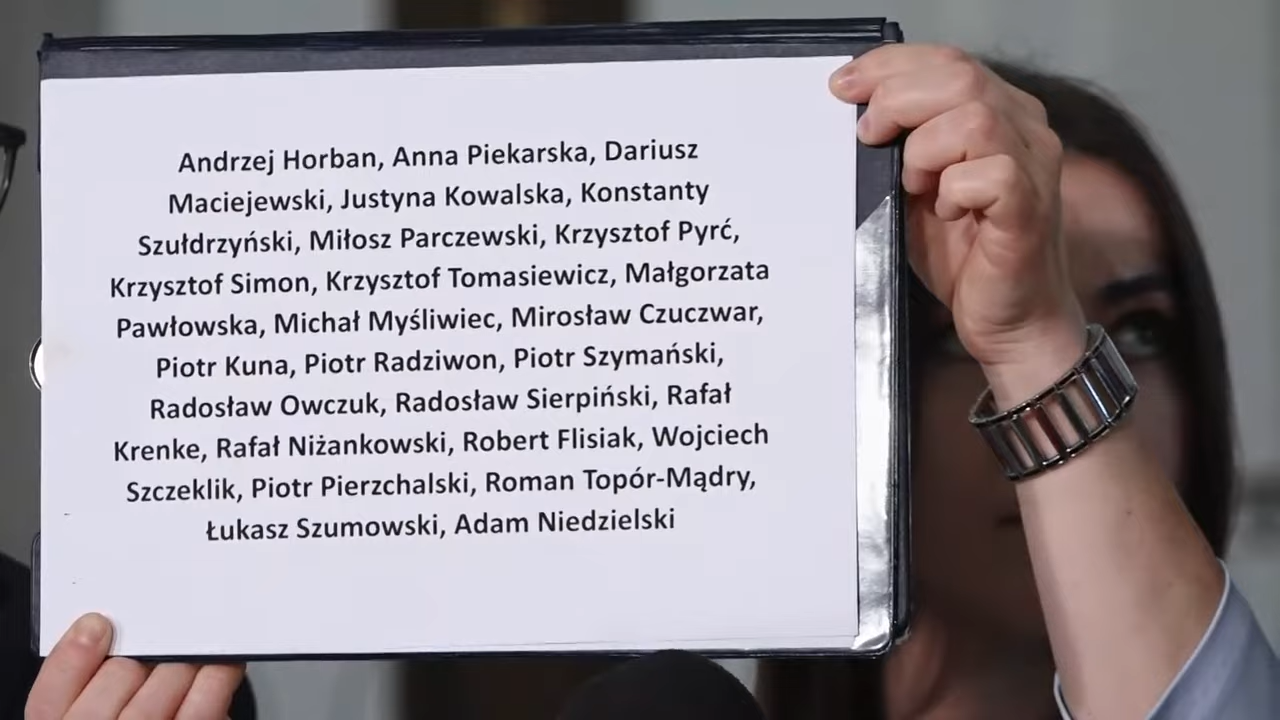 Andrzej Horban, Anna Piekarska, Dariusz
Maciejewski, Justyna Kowalska, Konstanty
Szułdrzyński, Miłosz Parczewski, Krzysztof Pyrć,
Krzysztof Simon, Krzysztof Tomasiewicz, Małgorzata
Pawłowska, Michał Myśliwiec, Mirosław Czuczwar,
Piotr Kuna, Piotr Radziwon, Piotr Szymański,
Radosław Owczuk, Radosław Sierpiński, Rafał
Krenke, Rafał Niżankowski, Robert Flisiak, Wojciech
Szczeklik, Piotr Pierzchalski, Roman Topór-Mądry,
Łukasz Szumowski, Adam Niedzielski